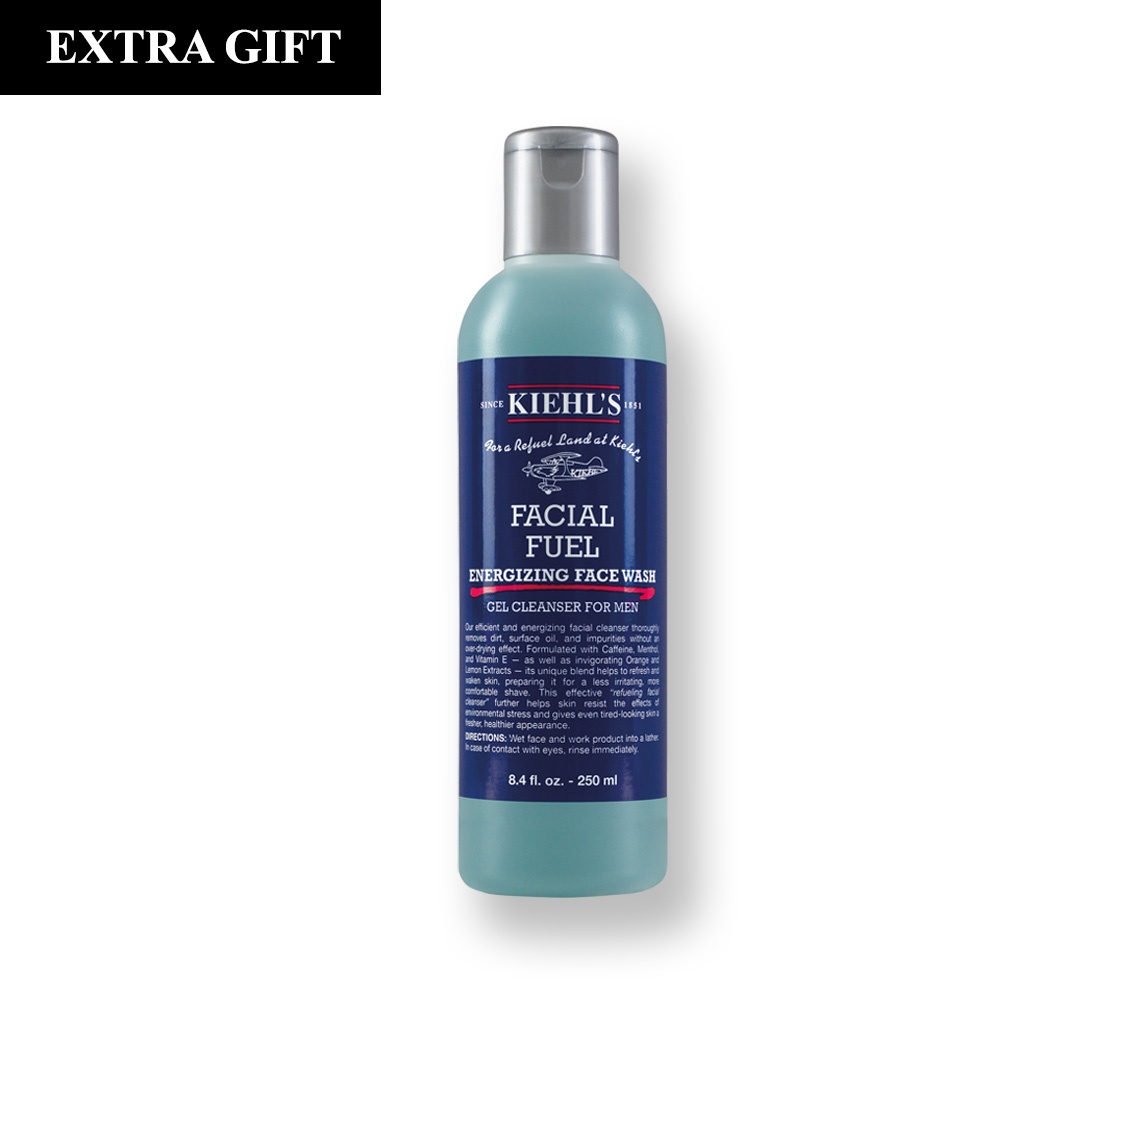 EXTRA GIFT
SINCE KIEHL'S 1851
For a Refuel Land at Kiehl's
KIEHL'S
FACIAL
FUEL
ENERGIZING FACE WASH
GEL CLEANSER FOR MEN
Our efficient and energizing facial cleanser thoroughly
removes dirt, surface oil, and impurities without an
over-drying effect. Formulated with Caffeine, Menthol,
and Vitamin E — as well as invigorating Orange and
Lemon Extracts — its unique blend helps to refresh and
waken skin, preparing it for a less irritating, more
comfortable shave. This effective "refueling facial
cleanser" further helps skin resist the effects of
environmental stress and gives even tired-looking skin a
fresher, healthier appearance.
DIRECTIONS: Wet face and work product into a lather.
In case of contact with eyes, rinse immediately.
8.4 fl. oz. - 250 ml